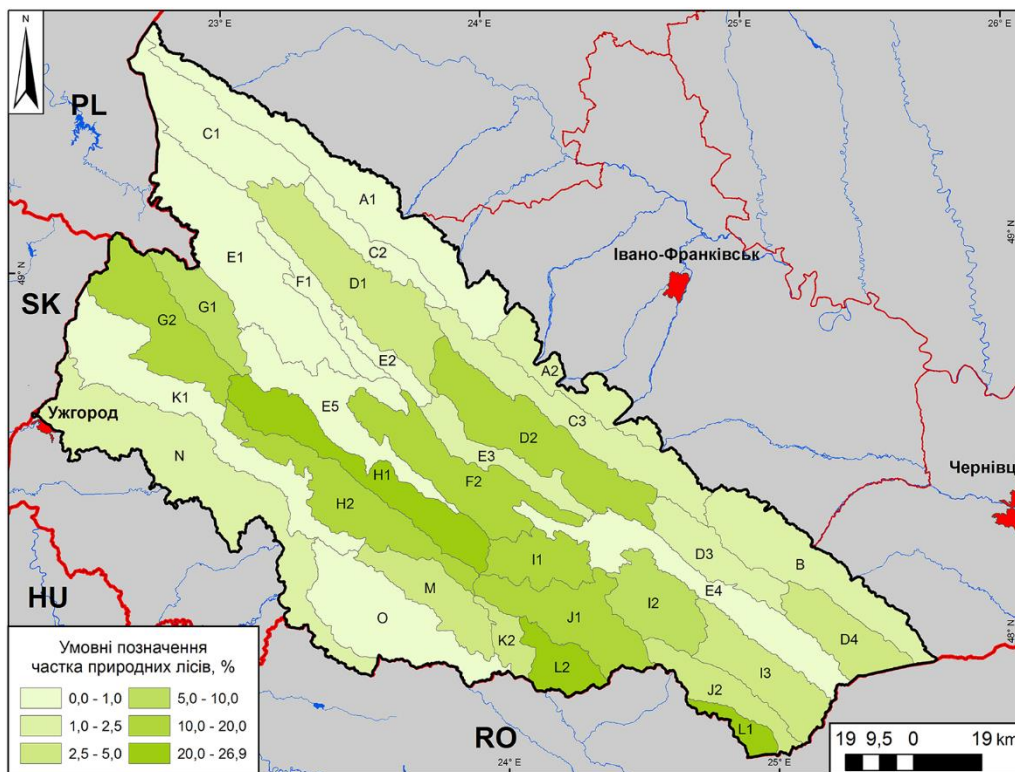 23° E
24° E
25° E
26° E
N
PL
C1
A1
49° N
Івано-Франківськ
E1
C2
49° N
SK
F1
D1
G1
G2
E2
A2
K1
E5
C3
Ужгород
D2
E3
N
Чернівц
H1
F2
H2
I1
D3
B
M
E4
HU
O
J1
I2
K2
D4
48° N
L2
I3
J2
L1
Умовні позначення
частка природних лісів, %
0,0 - 1,0
5,0 - 10,0
1,0 - 2,5
10,0 - 20,0
2,5 - 5,0
20,0 - 26,9
RO
19 9,5 0 19 km
24° E
25° E